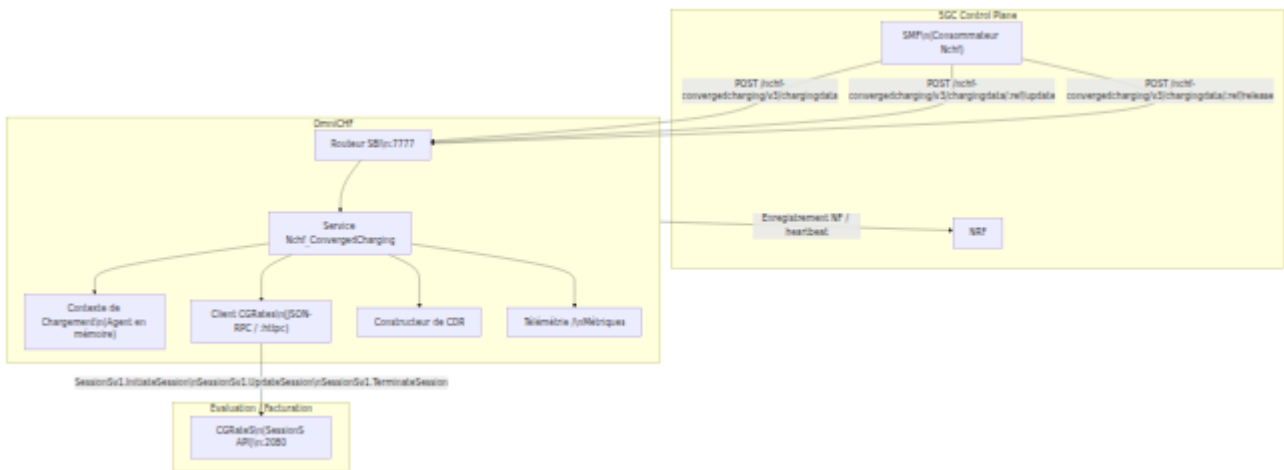 5GC Control Plane
SMF\n(Consommateur
Nchf)
POST /nchf-
convergedcharging/v3/chargingdata
POST /nchf-
convergedcharging/v3/chargingdata/:ref/update
POST /nchf-
convergedcharging/v3/chargingdata/:ref/release
OmniCHF
Routeur SBI\n:7777
Service
Nchf_ConvergedCharging
Enregistrement NF /
heartbeat
NRF
Contexte de
Chargement\n(Agent en
mémoire)
Client CGRates\n(JSON-
RPC / :httpc)
Constructeur de CDR
Télémétrie /\nMétriques
SessionSv1.InitiateSession\nSessionSv1.UpdateSession\nSessionSv1.TerminateSession
Evaluation / Facturation
CGRateS\n(SessionS
API)\n:2080